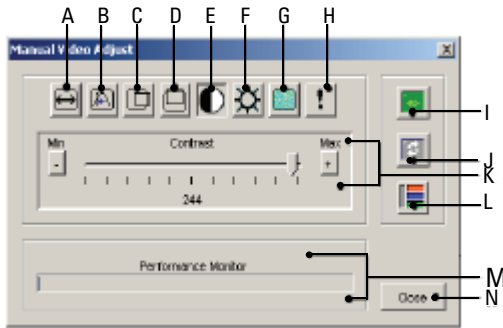 A B C D E F G H
Manual Video Adjust
I
Min Contrast Max
- +
J
K
244
L
Performance Monitor
M
Close
N